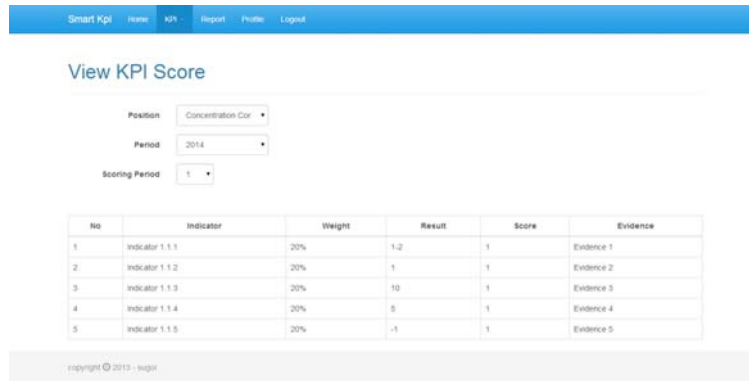 Smart Kpi Home KPI Report Profile Logout
View KPI Score
Position Concentration Cor
Period 2014
Scoring Period 1
No Indicator Weight Result Score Evidence
1 Indicator 1.1.1 20% 1-2 1 Evidence 1
2 Indicator 1.1.2 20% 1 1 Evidence 2
3 Indicator 1.1.3 20% 10 1 Evidence 3
4 Indicator 1.1.4 20% 5 1 Evidence 4
5 Indicator 1.1.5 20% -1 1 Evidence 5
copyright © 2013 - sugoi